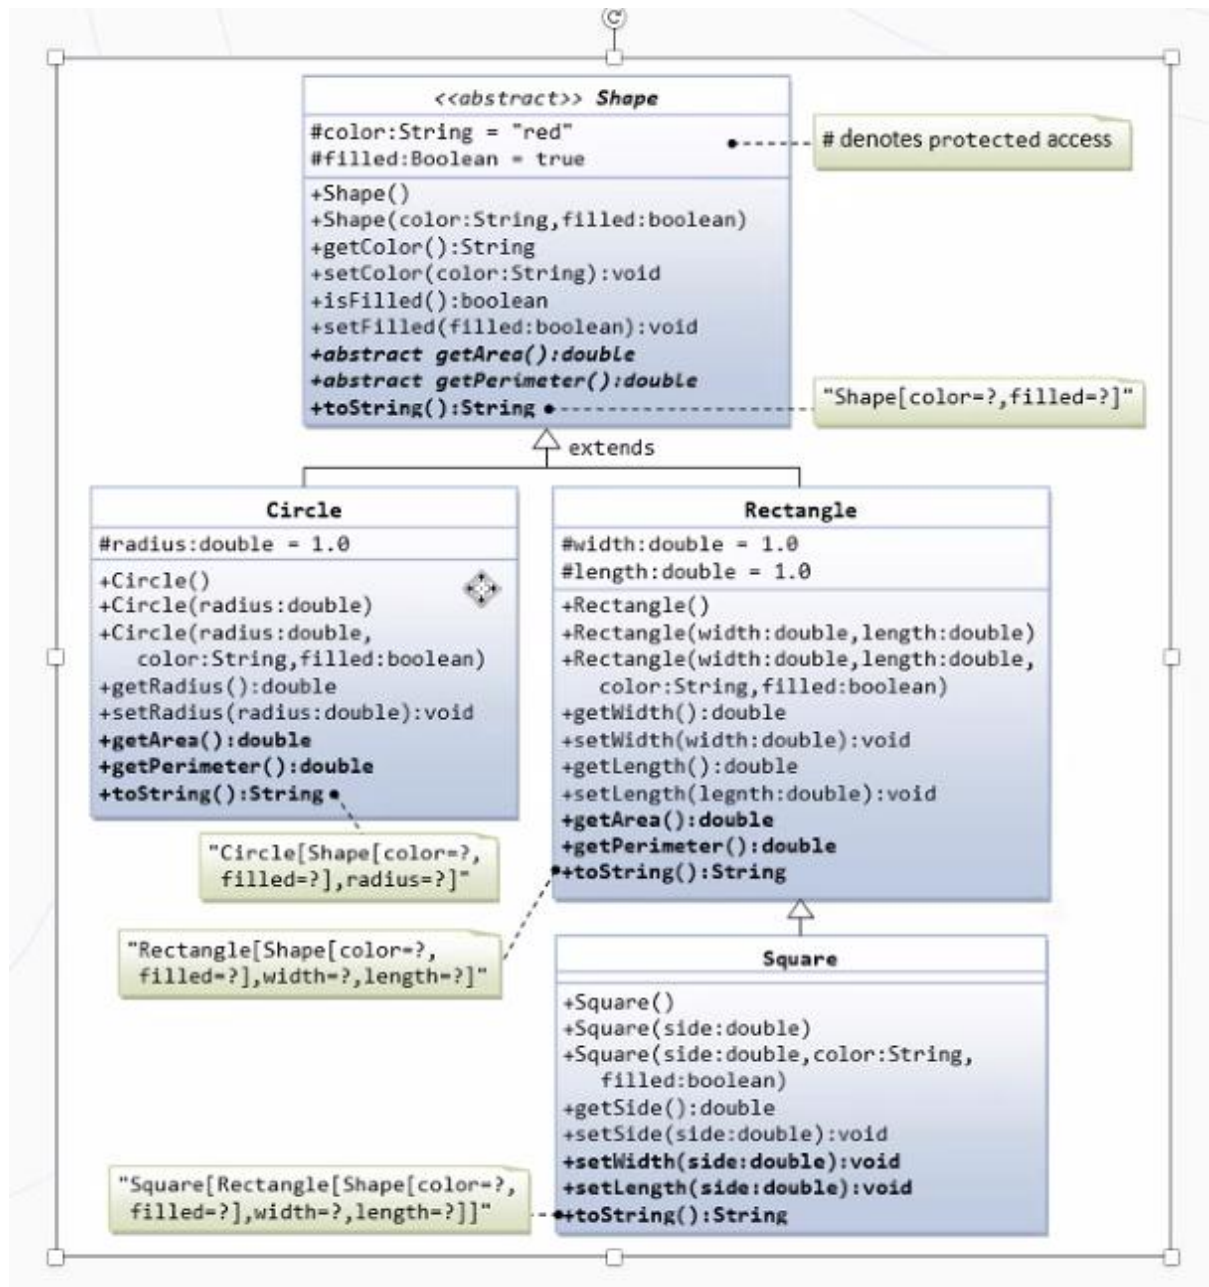 <<abstract>> Shape
#color:String = "red"
#filled:Boolean = true
# denotes protected access
+Shape()
+Shape(color:String,filled:boolean)
+getColor():String
+setColor(color:String):void
+isFilled():boolean
+setFilled(filled:boolean):void
+abstract getArea():double
+abstract getPerimeter():double
+toString():String
"Shape[color=?,filled=?]"
extends
Circle
#radius:double = 1.0
+Circle()
+Circle(radius:double)
+Circle(radius:double,
color:String,filled:boolean)
+getRadius():double
+setRadius(radius:double):void
+getArea():double
+getPerimeter():double
+toString():String
"Circle[Shape[color=?,
filled=?],radius=?]"
Rectangle
#width:double = 1.0
#length:double = 1.0
+Rectangle()
+Rectangle(width:double,length:double)
+Rectangle(width:double,length:double,
color:String,filled:boolean)
+getWidth():double
+setWidth(width:double):void
+getLength():double
+setLength(legnth:double):void
+getArea():double
+getPerimeter():double
+toString():String
"Rectangle[Shape[color=?,
filled=?],width=?,length=?]"
Square
+Square()
+Square(side:double)
+Square(side:double,color:String,
filled:boolean)
+getSide():double
+setSide(side:double):void
+setWidth(side:double):void
+setLength(side:double):void
+toString():String
"Square[Rectangle[Shape[color=?,
filled=?],width=?,length=?]]"